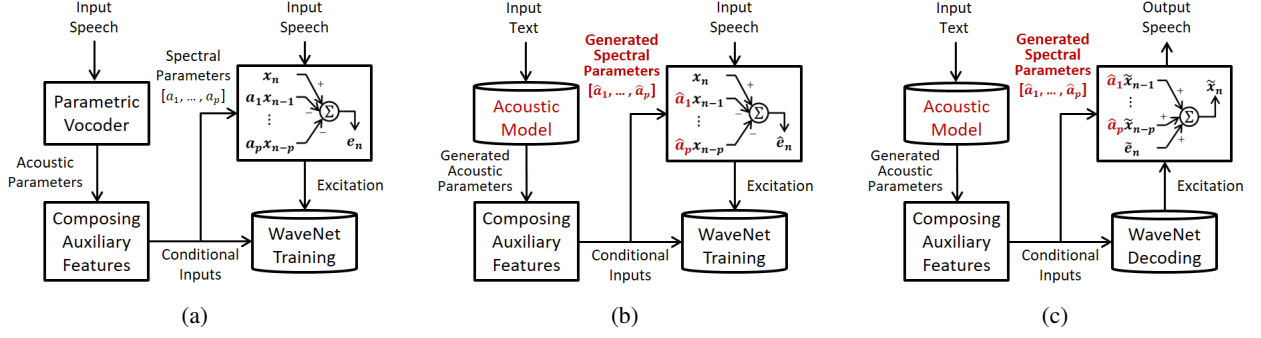 Input
Speech
Parametric
Vocoder
Acoustic
Parameters
Composing
Auxiliary
Features
Spectral
Parameters
[a₁, … , aₚ]
Conditional
Inputs
Input
Speech
xₙ
+
a₁xₙ₋₁
−
⋮
aₚxₙ₋ₚ
−
Σ
eₙ
Excitation
WaveNet
Training
(a)
Input
Text
Acoustic
Model
Generated
Acoustic
Parameters
Composing
Auxiliary
Features
Generated
Spectral
Parameters
[â₁, … , âₚ]
Conditional
Inputs
Input
Speech
xₙ
+
â₁xₙ₋₁
−
⋮
âₚxₙ₋ₚ
−
Σ
êₙ
Excitation
WaveNet
Training
(b)
Input
Text
Acoustic
Model
Generated
Acoustic
Parameters
Composing
Auxiliary
Features
Generated
Spectral
Parameters
[â₁, … , âₚ]
Conditional
Inputs
Output
Speech
â₁x̃ₙ₋₁
+
⋮
âₚx̃ₙ₋ₚ
+
ẽₙ
+
Σ
x̃ₙ
Excitation
WaveNet
Decoding
(c)